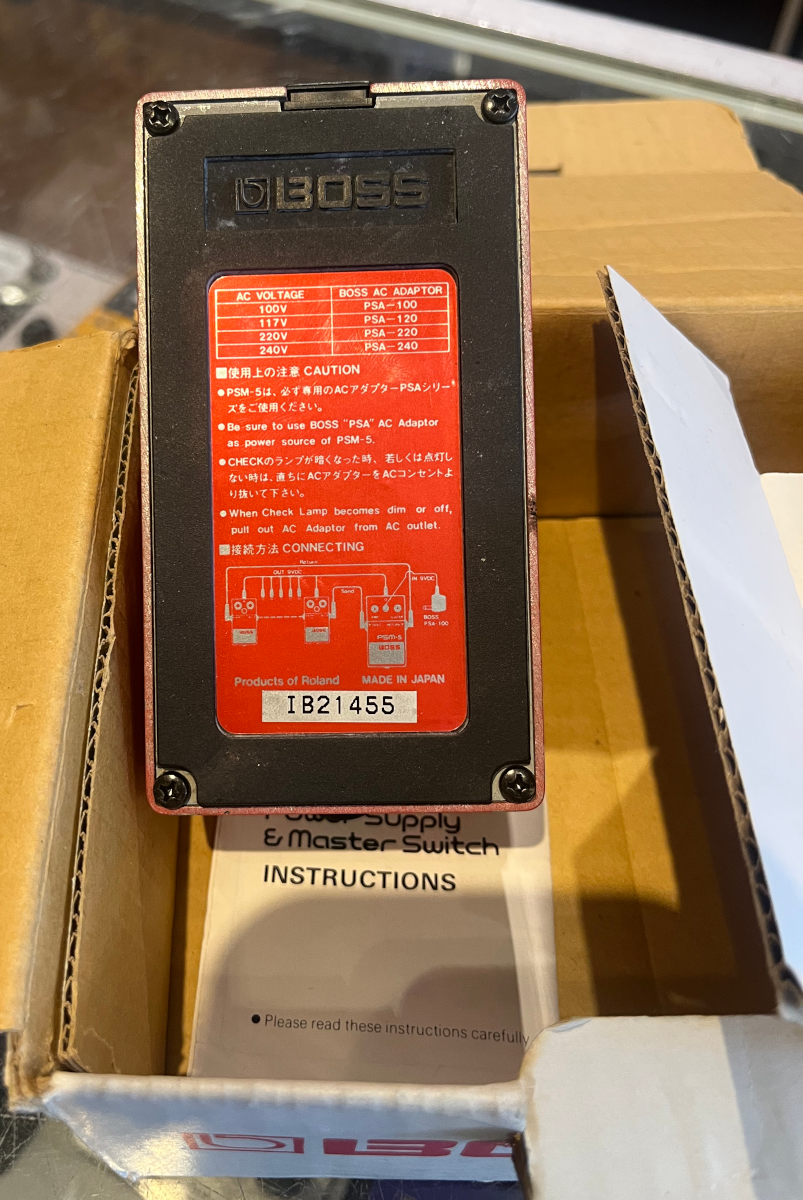 BOSS
AC VOLTAGE BOSS AC ADAPTOR
100V PSA-100
117V PSA-120
220V PSA-220
240V PSA-240
使用上の注意 CAUTION
●PSM-5は、必ず専用のACアダプターPSAシリー
ズをご使用ください。
●Be sure to use BOSS "PSA" AC Adaptor
as power source of PSM-5.
●CHECKのランプが暗くなった時、若しくは点灯し
ない時は、直ちにACアダプターをACコンセントよ
り抜いて下さい。
●When Check Lamp becomes dim or off,
pull out AC Adaptor from AC outlet.
接続方法 CONNECTING
Return
OUT 9VDC
IN 9VDC
Send
BOSS
PSA-100
PSM-5
BOSS
BOSS
BOSS
Products of Roland MADE IN JAPAN
IB21455
Power Supply
& Master Switch
INSTRUCTIONS
● Please read these instructions carefully